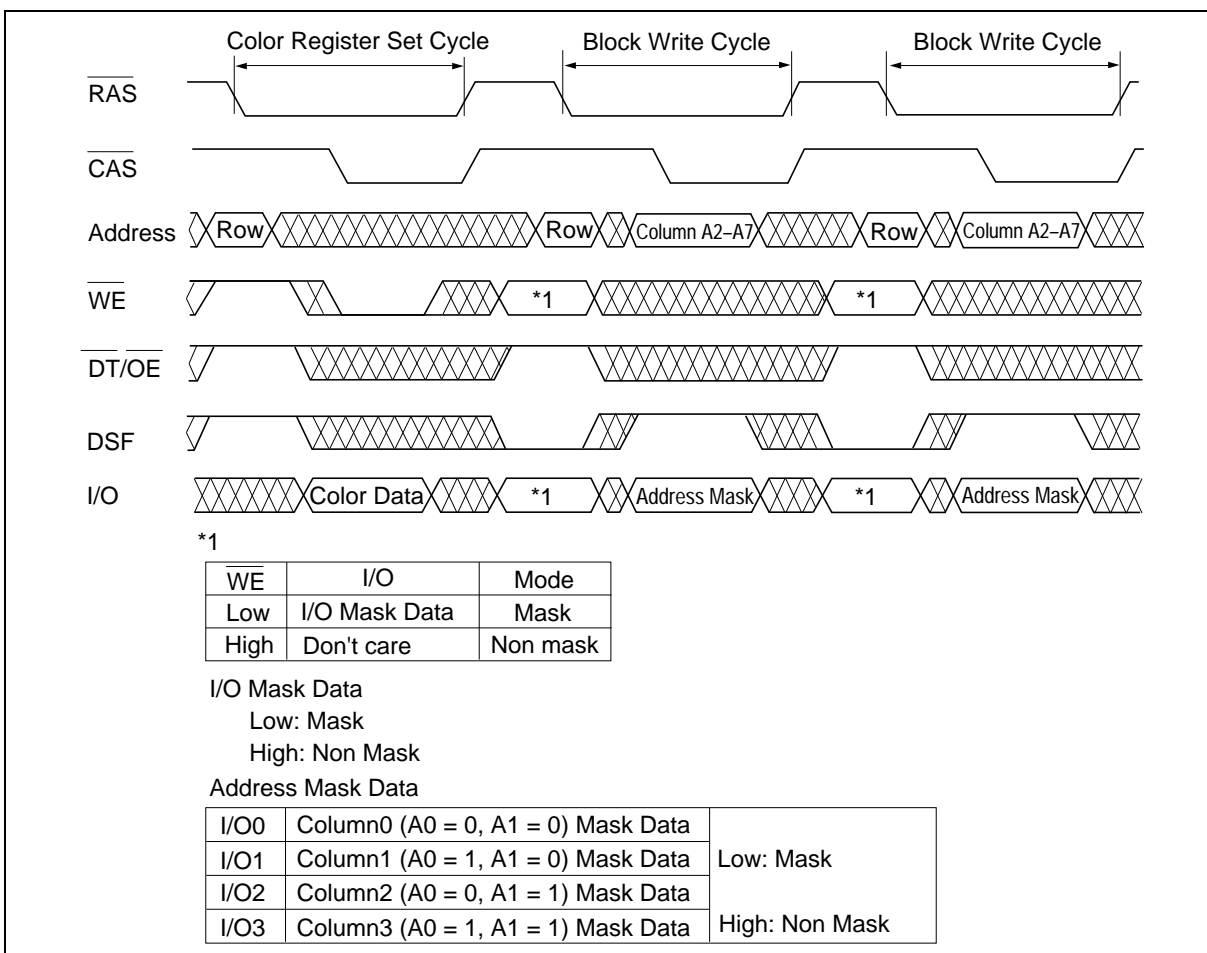 Color Register Set Cycle Block Write Cycle Block Write Cycle
RAS
CAS
Address Row Row Column A2–A7 Row Column A2–A7
WE *1 *1
DT/OE
DSF
I/O Color Data *1 Address Mask *1 Address Mask
*1
WE I/O Mode
Low I/O Mask Data Mask
High Don't care Non mask
I/O Mask Data
Low: Mask
High: Non Mask
Address Mask Data
I/O0 Column0 (A0 = 0, A1 = 0) Mask Data
I/O1 Column1 (A0 = 1, A1 = 0) Mask Data Low: Mask
I/O2 Column2 (A0 = 0, A1 = 1) Mask Data
I/O3 Column3 (A0 = 1, A1 = 1) Mask Data High: Non Mask